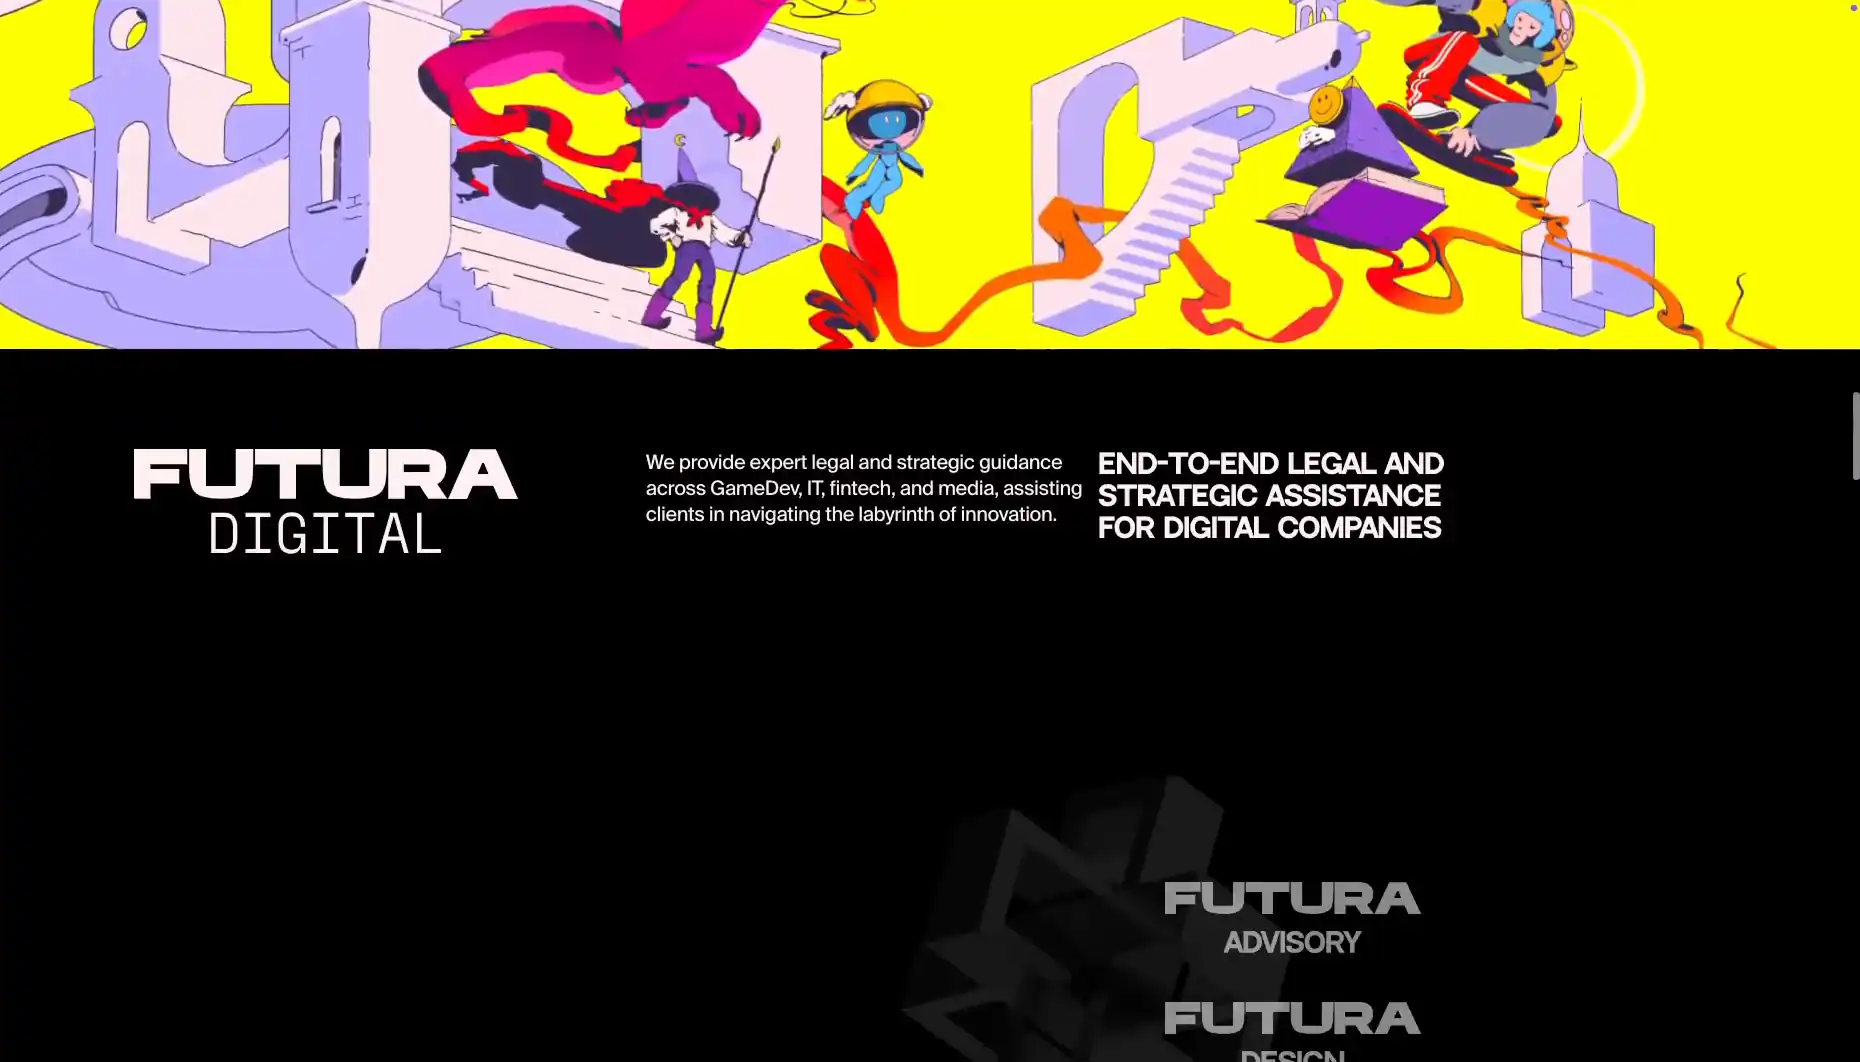 FUTURA
DIGITAL
We provide expert legal and strategic guidance
across GameDev, IT, fintech, and media, assisting
clients in navigating the labyrinth of innovation.
END-TO-END LEGAL AND
STRATEGIC ASSISTANCE
FOR DIGITAL COMPANIES
FUTURA
ADVISORY
FUTURA
DESIGN